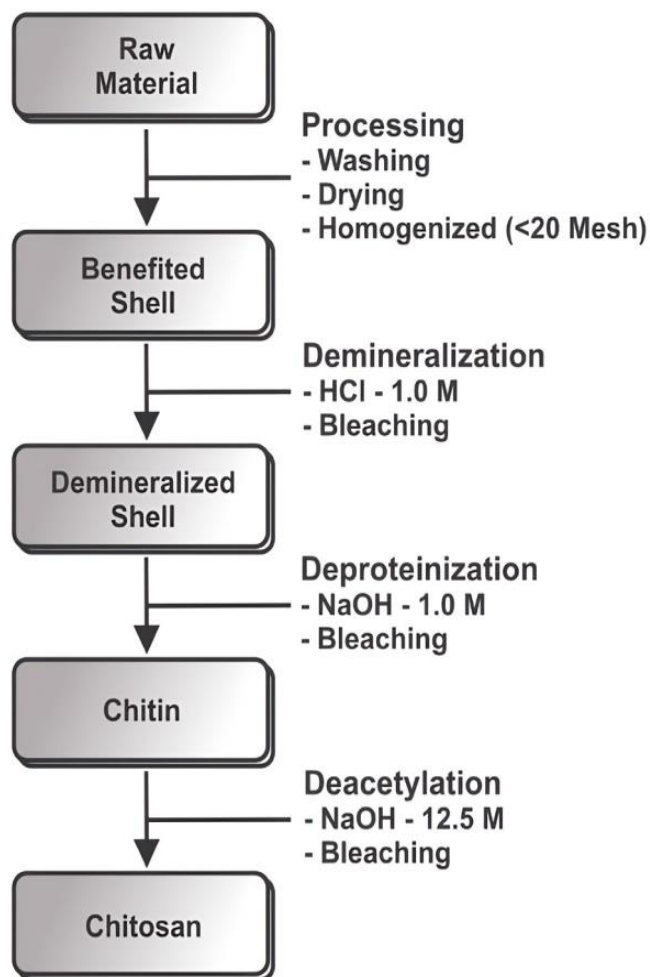 Raw
Material
Processing
- Washing
- Drying
- Homogenized (<20 Mesh)
Benefited
Shell
Demineralization
- HCl - 1.0 M
- Bleaching
Demineralized
Shell
Deproteinization
- NaOH - 1.0 M
- Bleaching
Chitin
Deacetylation
- NaOH - 12.5 M
- Bleaching
Chitosan